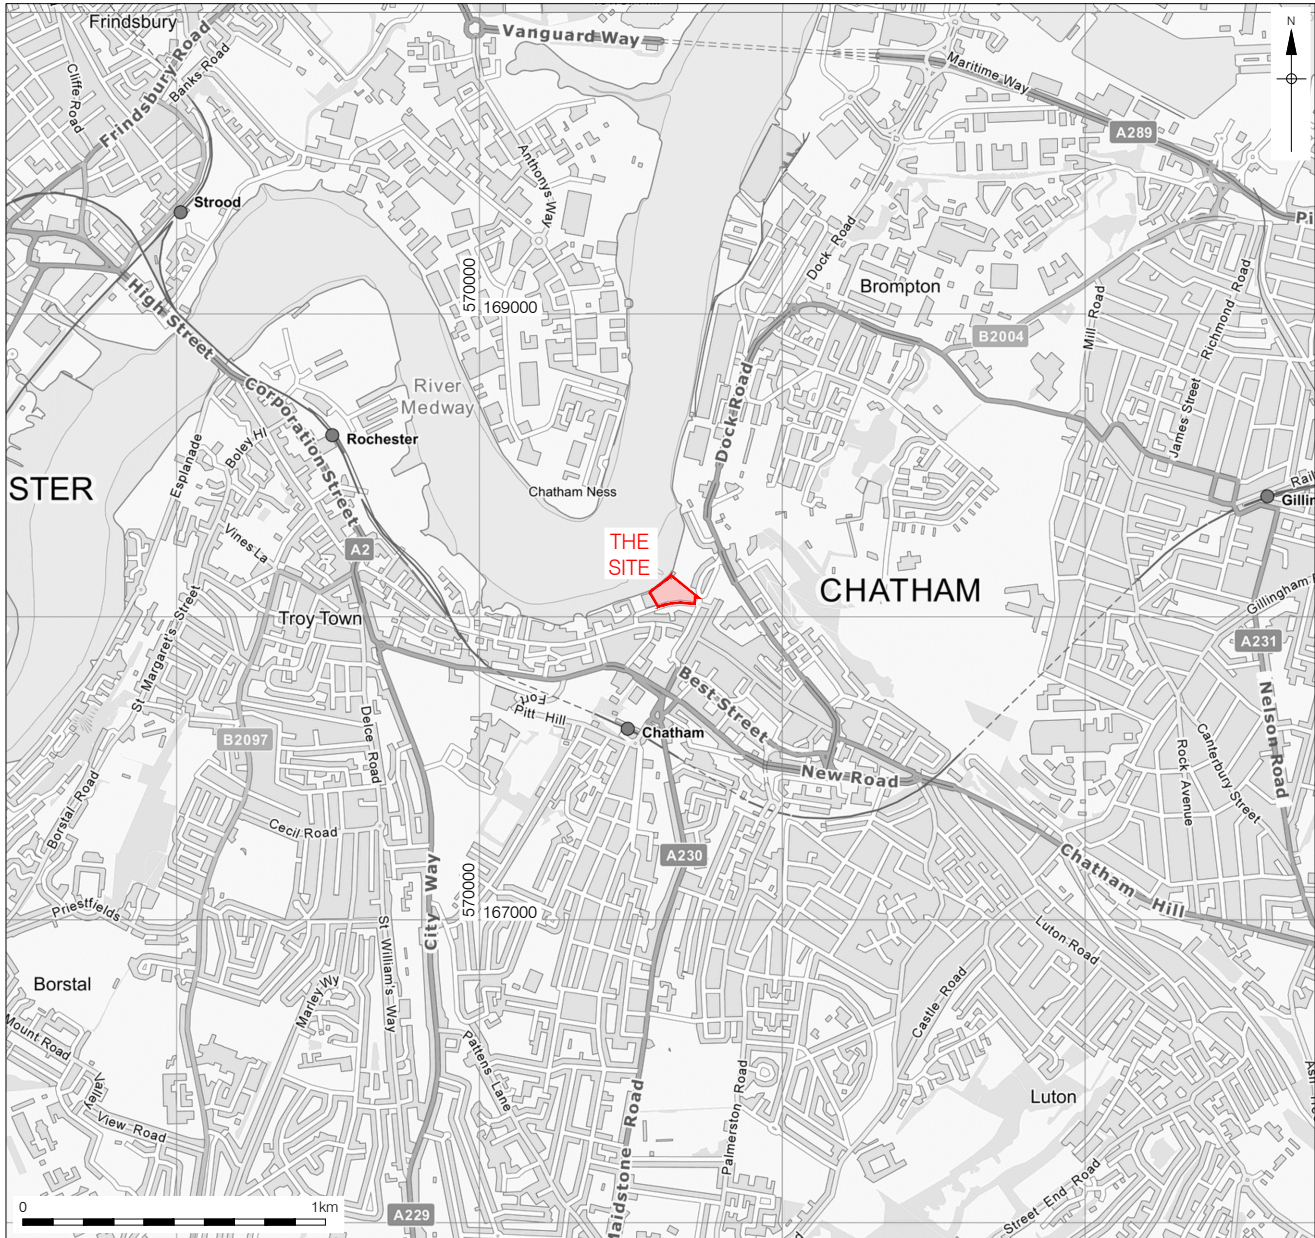 Frindsbury
Vanguard Way
N
Cliffe Road
Frindsbury Road
Banks Road
Maritime Way
A289
Anthonys Way
Strood
Pi
Dock Road
Brompton
High Street
570000
169000
Mill Road
Richmond Road
B2004
River
Medway
Corporation Street
Dock Road
James Street
Esplanade
Boley Hl
Rochester
STER
Chatham Ness
Rail
Gillin
Vines La
A2
THE
SITE
CHATHAM
Gillingham
St Margaret's Street
Troy Town
A231
Best Street
Nelson Road
Fort
Pitt Hill
Chatham
B2097
Delce Road
Canterbury Street
Rock Avenue
New Road
Borstal Road
Cecil Road
A230
Chatham Hill
City Way
570000
167000
Priestfields
St William's Way
Luton Road
Borstal
Marley Wy
Castle Road
Mount Road
Pattens Lane
Valley
View Road
Maidstone Road
Palmerston Road
Luton
Street End Road
0
1km
A229